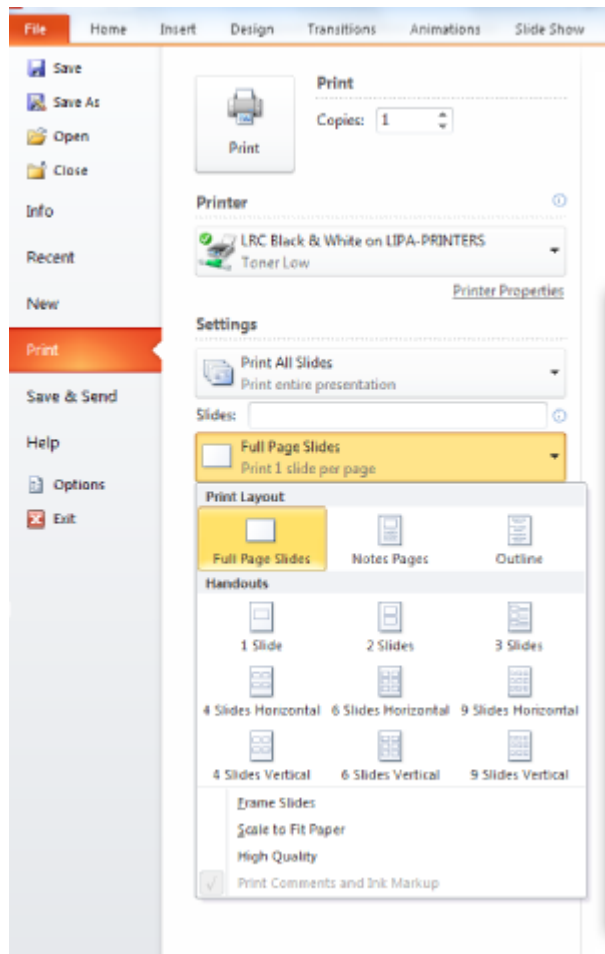 File Home Insert Design Transitions Animations Slide Show
Save
Save As
Open
Close
Info
Recent
New
Print
Save & Send
Help
Options
Exit
Print
Print
Copies: 1
Printer
LRC Black & White on LIPA-PRINTERS
Toner Low
Printer Properties
Settings
Print All Slides
Print entire presentation
Slides:
Full Page Slides
Print 1 slide per page
Print Layout
Full Page Slides Notes Pages Outline
Handouts
1 Slide 2 Slides 3 Slides
4 Slides Horizontal 6 Slides Horizontal 9 Slides Horizontal
4 Slides Vertical 6 Slides Vertical 9 Slides Vertical
Frame Slides
Scale to Fit Paper
High Quality
Print Comments and Ink Markup